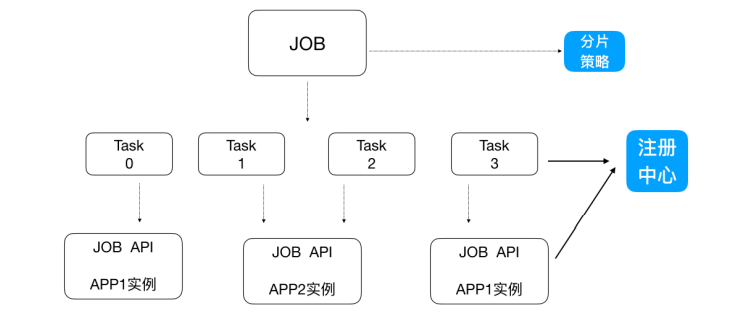 JOB
分片
策略
Task
0
Task
1
Task
2
Task
3
注册
中心
JOB API
APP1实例
JOB API
APP2实例
JOB API
APP1实例